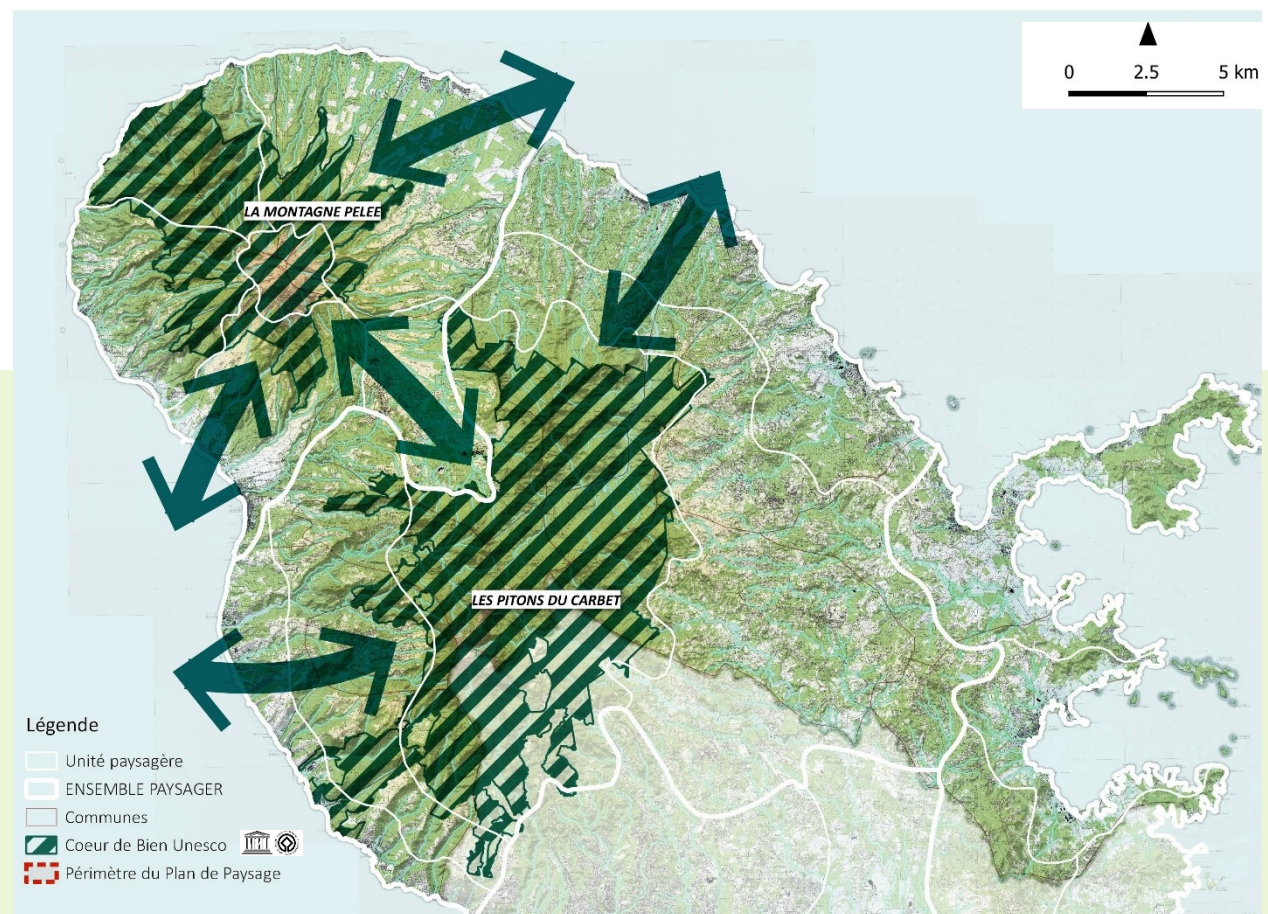 0 2.5 5 km
LA MONTAGNE PELEE
LES PITONS DU CARBET
Légende
Unité paysagère
ENSEMBLE PAYSAGER
Communes
Coeur de Bien Unesco
Périmètre du Plan de Paysage